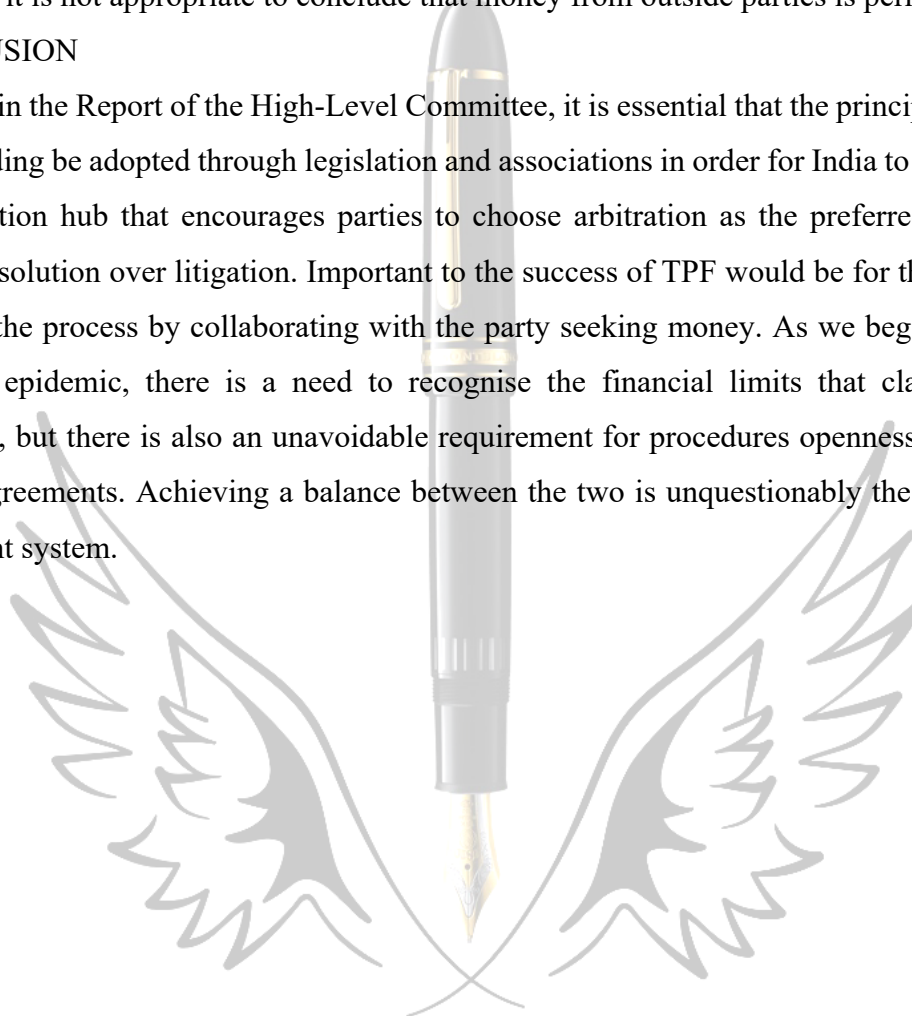 it is not appropriate to conclude that money from outside parties is per
USION
in the Report of the High-Level Committee, it is essential that the princi
ding be adopted through legislation and associations in order for India to
tion hub that encourages parties to choose arbitration as the preferre
solution over litigation. Important to the success of TPF would be for th
the process by collaborating with the party seeking money. As we beg
epidemic, there is a need to recognise the financial limits that cla
, but there is also an unavoidable requirement for procedures openness
greements. Achieving a balance between the two is unquestionably the
nt system.